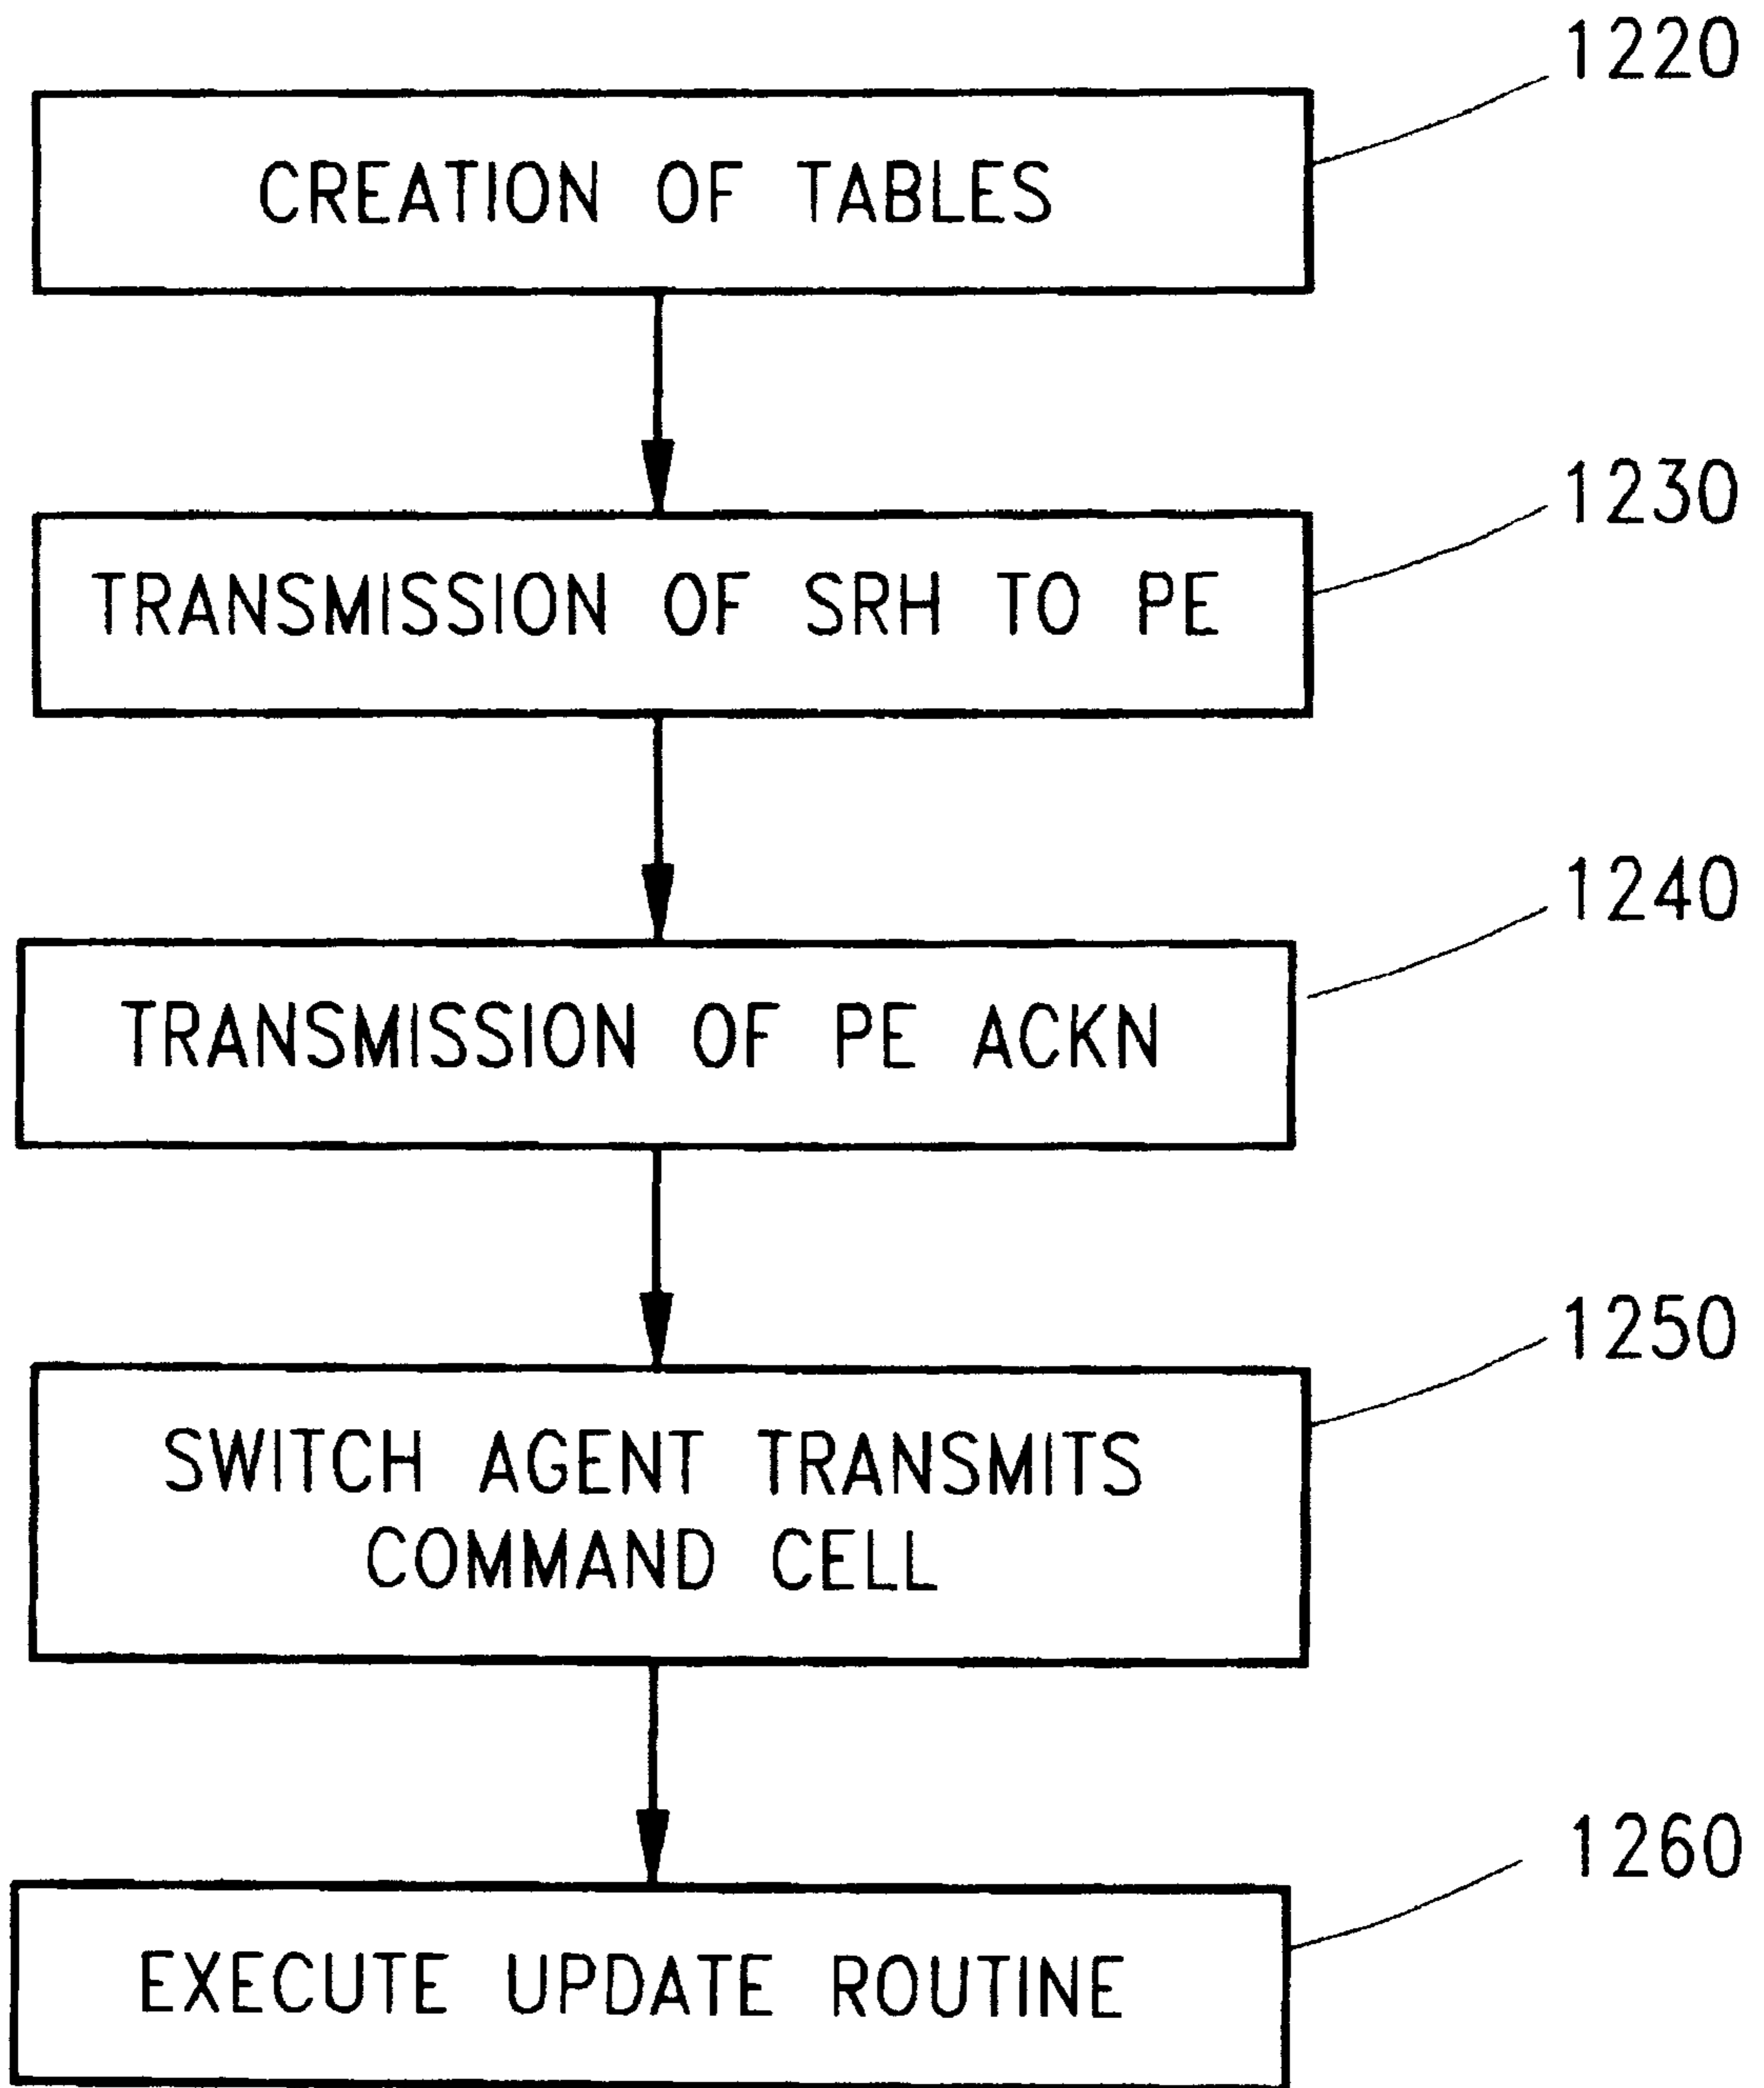 1220
CREATION OF TABLES
1230
TRANSMISSION OF SRH TO PE
1240
TRANSMISSION OF PE ACKN
1250
SWITCH AGENT TRANSMITS
COMMAND CELL
1260
EXECUTE UPDATE ROUTINE